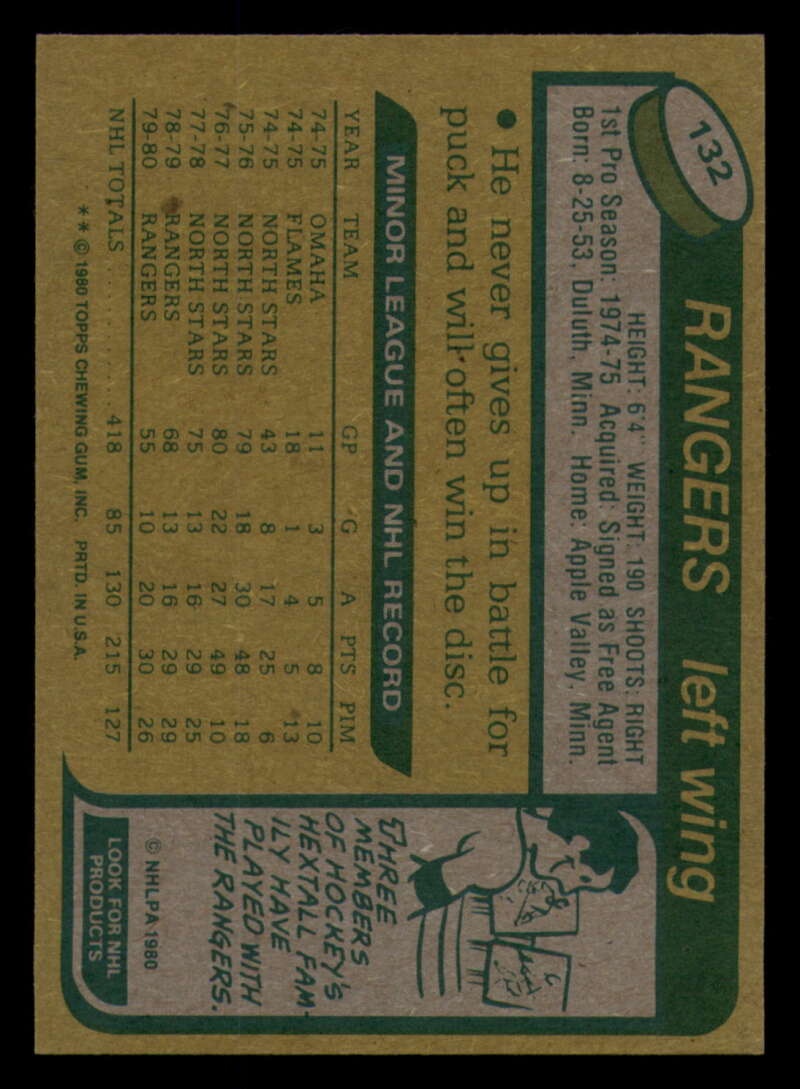 132
RANGERS left wing
HEIGHT: 6'4" WEIGHT: 190 SHOOTS: RIGHT
1st Pro Season: 1974-75 Acquired: Signed as Free Agent
Born: 8-25-53, Duluth, Minn. Home: Apple Valley, Minn.
• He never gives up in battle for
puck and will often win the disc.
MINOR LEAGUE AND NHL RECORD
YEAR TEAM GP G A PTS PIM
74-75 OMAHA 11 3 5 8 10
74-75 FLAMES 18 1 4 5 13
74-75 NORTH STARS 43 8 17 25 6
75-76 NORTH STARS 79 18 30 48 18
76-77 NORTH STARS 80 22 27 49 10
77-78 NORTH STARS 75 13 16 29 25
78-79 RANGERS 68 13 16 29 29
79-80 RANGERS 55 10 20 30 26
NHL TOTALS .......... 418 85 130 215 127
**© 1980 TOPPS CHEWING GUM, INC. PRTD. IN U.S.A.
THREE
MEMBERS
OF HOCKEY'S
HEXTALL FAM-
ILY HAVE
PLAYED WITH
THE RANGERS.
© NHLPA 1980
LOOK FOR NHL
PRODUCTS